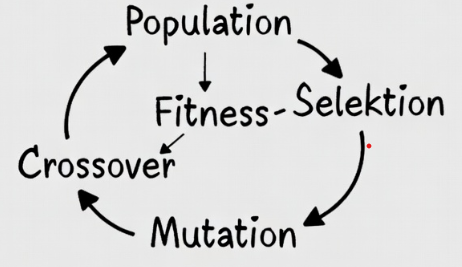 Population
Fitness-Selektion
Crossover
Mutation